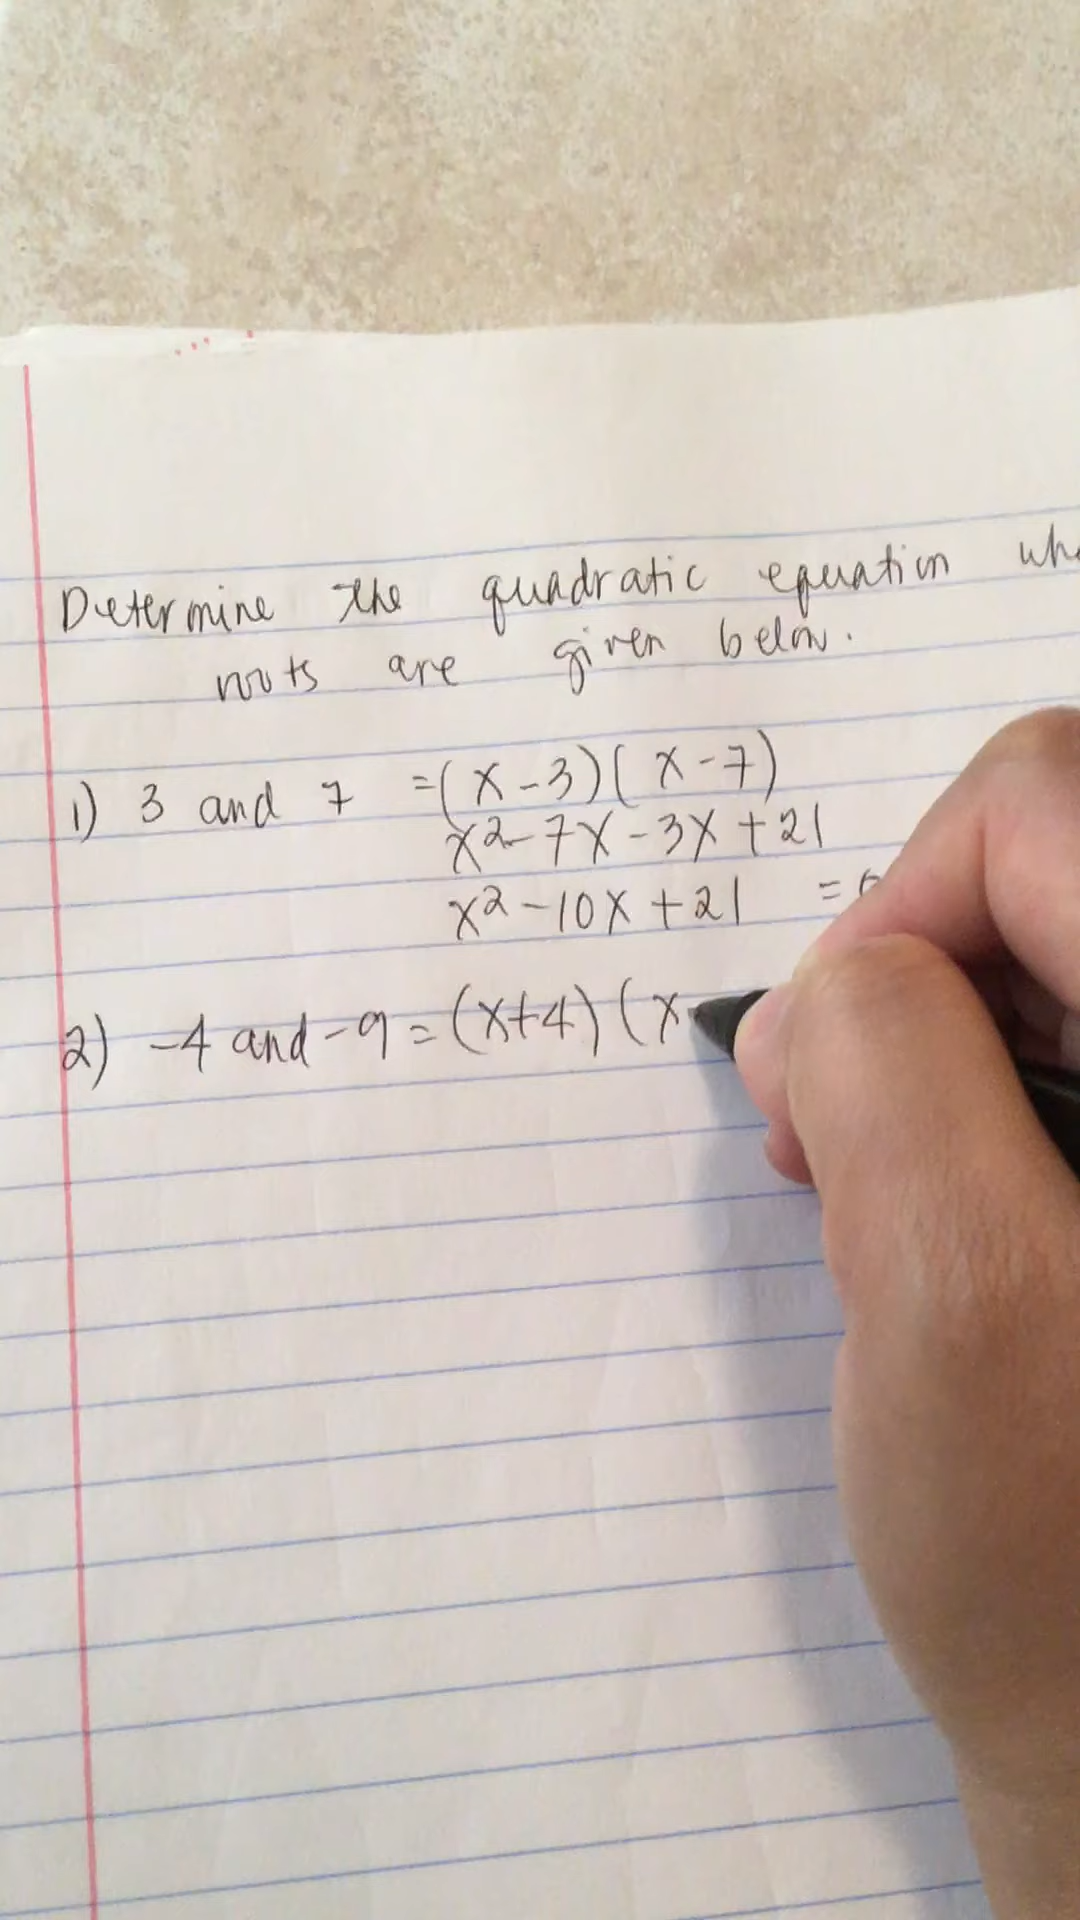 Determine the quadratic equation
roots are given below.
1) 3 and 7 =(x-3)(x-7)
x²-7x-3x+21
x²-10x+21 =
2) -4 and -9 = (x+4) (x